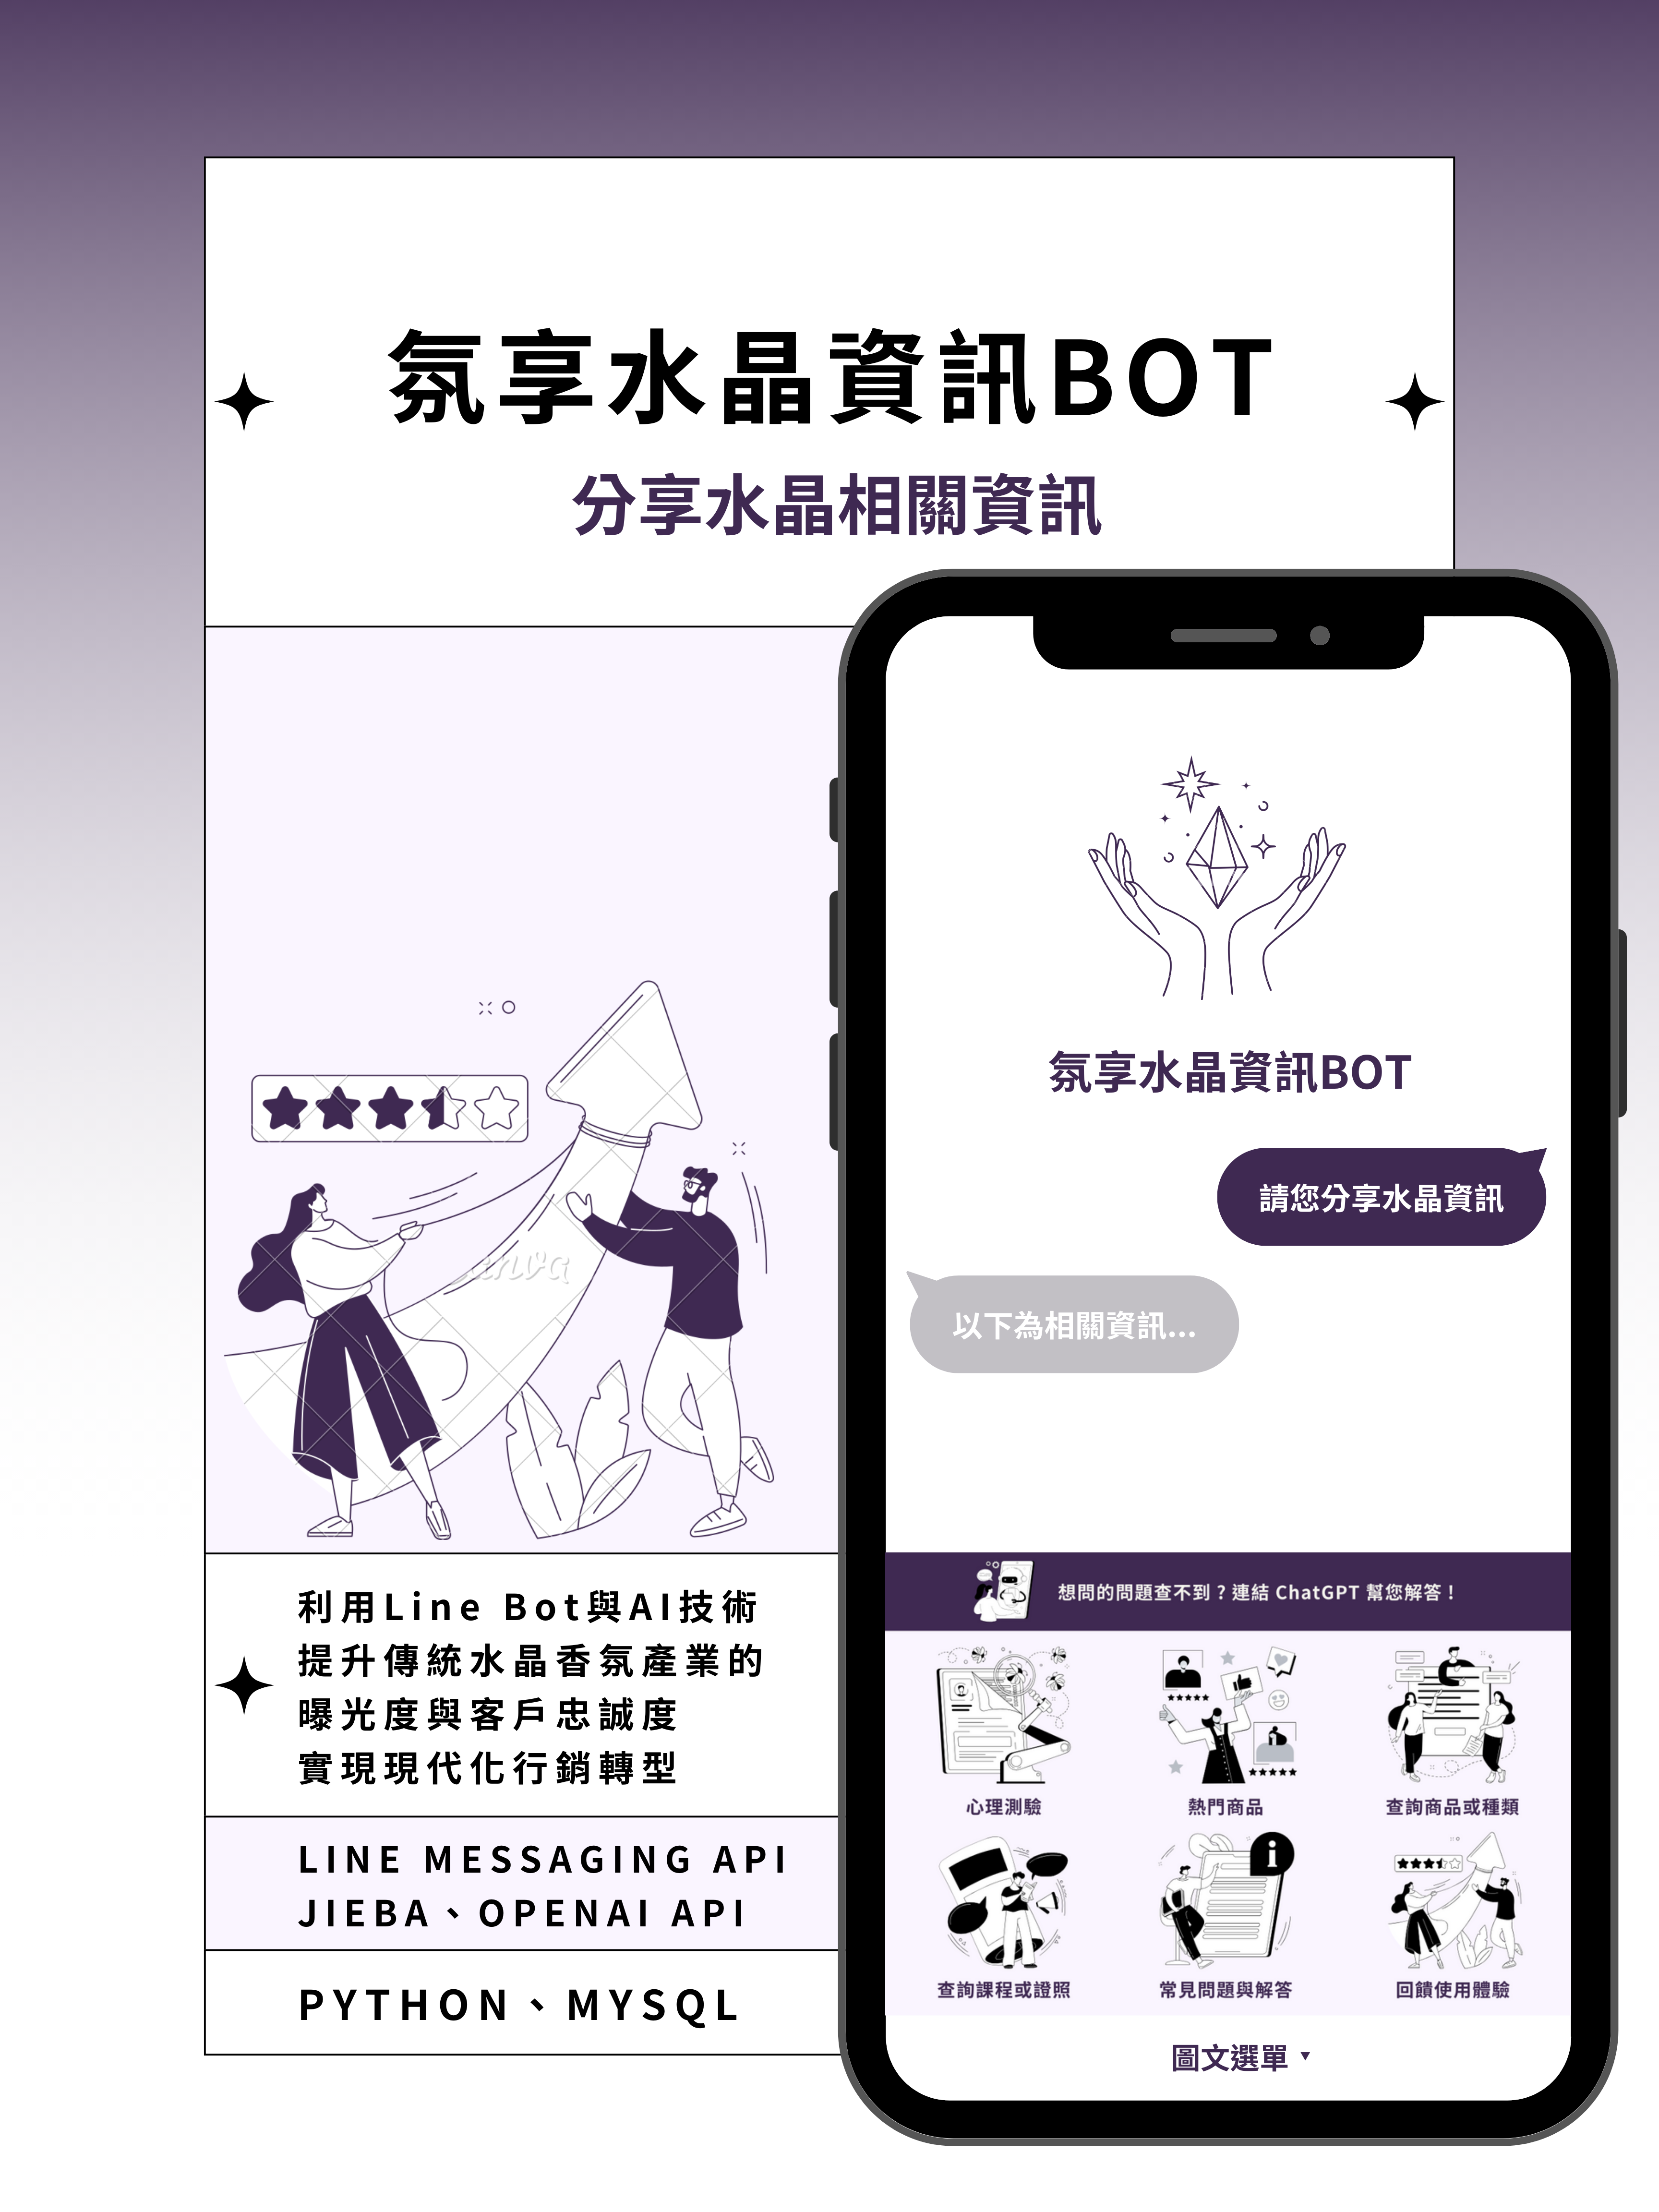 氛享水晶資訊BOT
分享水晶相關資訊
利用Line Bot與AI技術
提升傳統水晶香氛產業的
曝光度與客戶忠誠度
實現現代化行銷轉型
LINE MESSAGING API
JIEBA、OPENAI API
PYTHON、MYSQL
氛享水晶資訊BOT
請您分享水晶資訊
以下為相關資訊...
想問的問題查不到？連結 ChatGPT 幫您解答！
心理測驗
熱門商品
查詢商品或種類
查詢課程或證照
常見問題與解答
回饋使用體驗
圖文選單